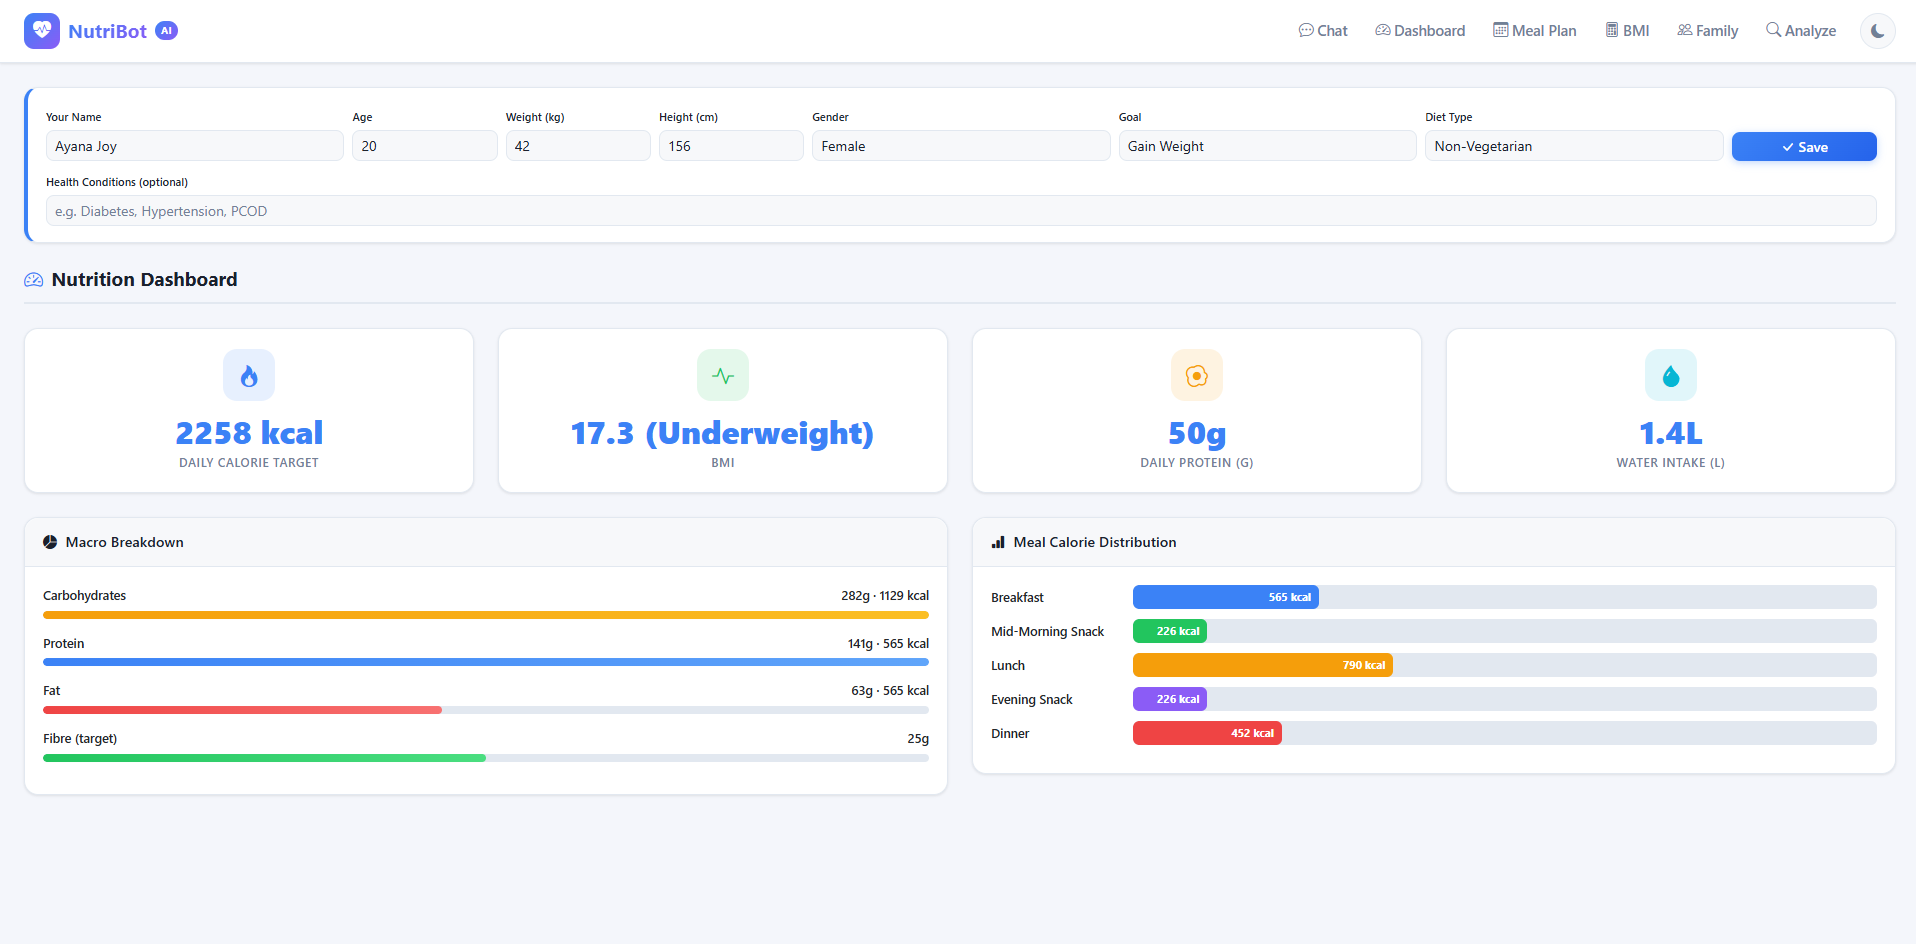 NutriBot AI
Chat Dashboard Meal Plan BMI Family Analyze
Your Name Age Weight (kg) Height (cm) Gender Goal Diet Type
Ayana Joy 20 42 156 Female Gain Weight Non-Vegetarian Save
Health Conditions (optional)
e.g. Diabetes, Hypertension, PCOD
Nutrition Dashboard
2258 kcal
DAILY CALORIE TARGET
17.3 (Underweight)
BMI
50g
DAILY PROTEIN (G)
1.4L
WATER INTAKE (L)
Macro Breakdown
Carbohydrates 282g · 1129 kcal
Protein 141g · 565 kcal
Fat 63g · 565 kcal
Fibre (target) 25g
Meal Calorie Distribution
Breakfast 565 kcal
Mid-Morning Snack 226 kcal
Lunch 790 kcal
Evening Snack 226 kcal
Dinner 452 kcal